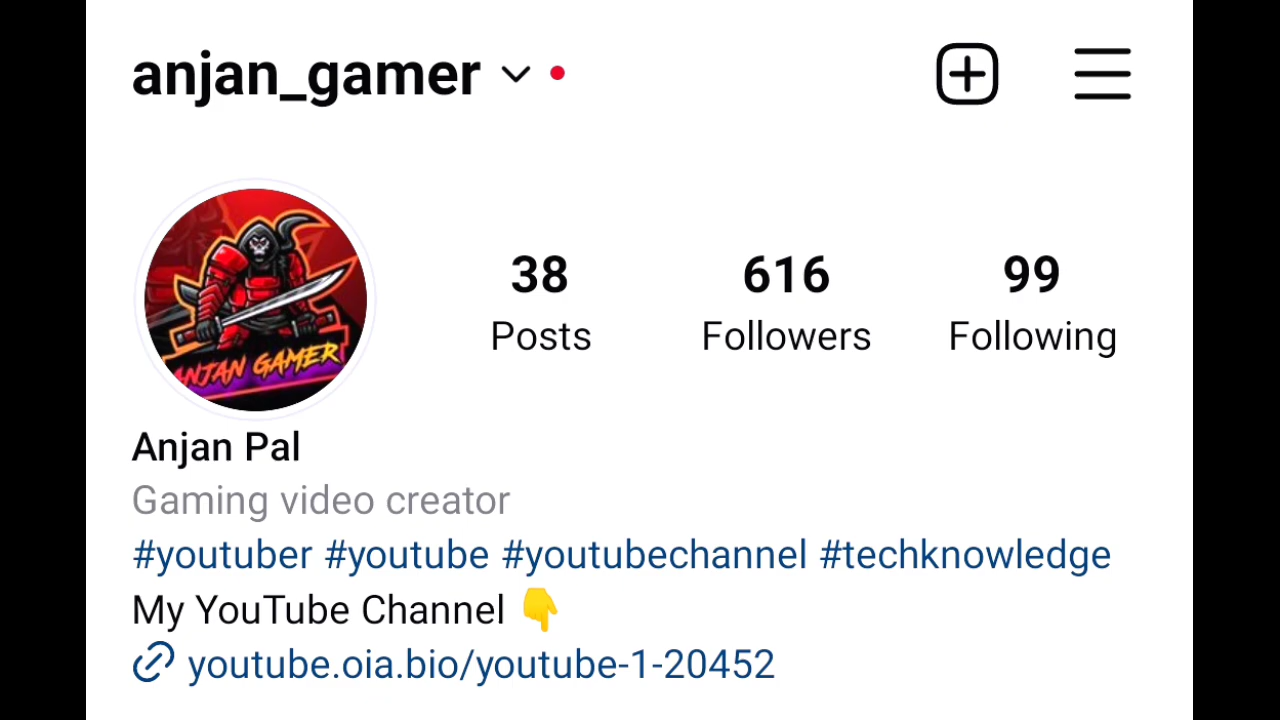 anjan_gamer
38 616 99
Posts Followers Following
ANJAN GAMER
Anjan Pal
Gaming video creator
#youtuber #youtube #youtubechannel #techknowledge
My YouTube Channel 👇
youtube.oia.bio/youtube-1-20452